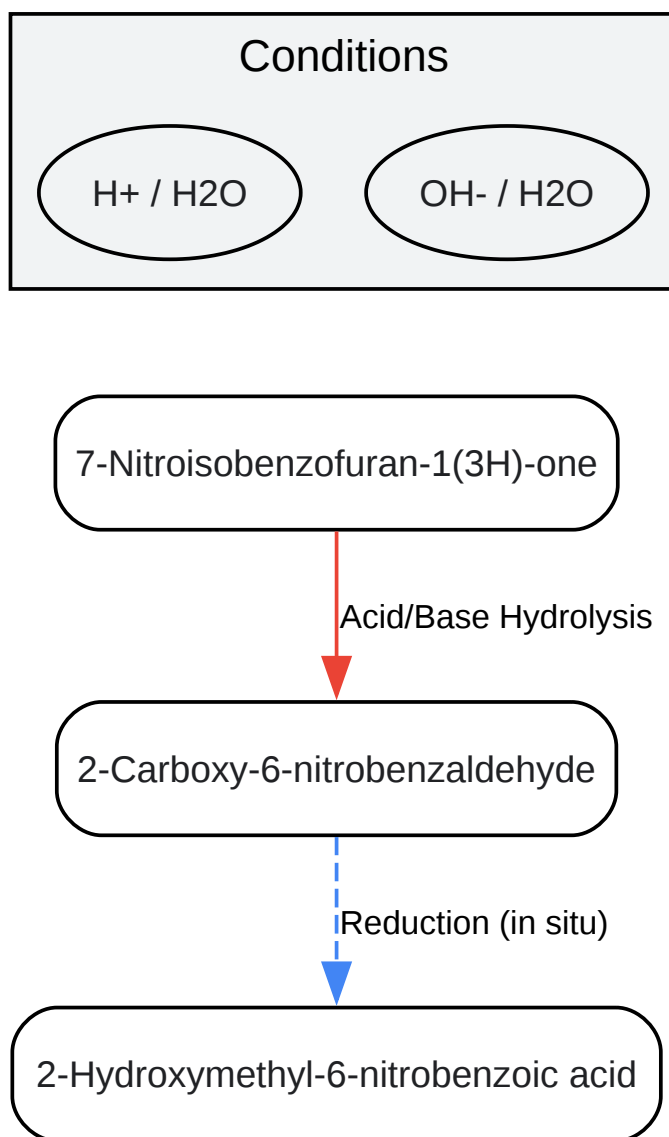 Conditions
H+ / H2O
OH- / H2O
7-Nitroisobenzofuran-1(3H)-one
Acid/Base Hydrolysis
2-Carboxy-6-nitrobenzaldehyde
Reduction (in situ)
2-Hydroxymethyl-6-nitrobenzoic acid